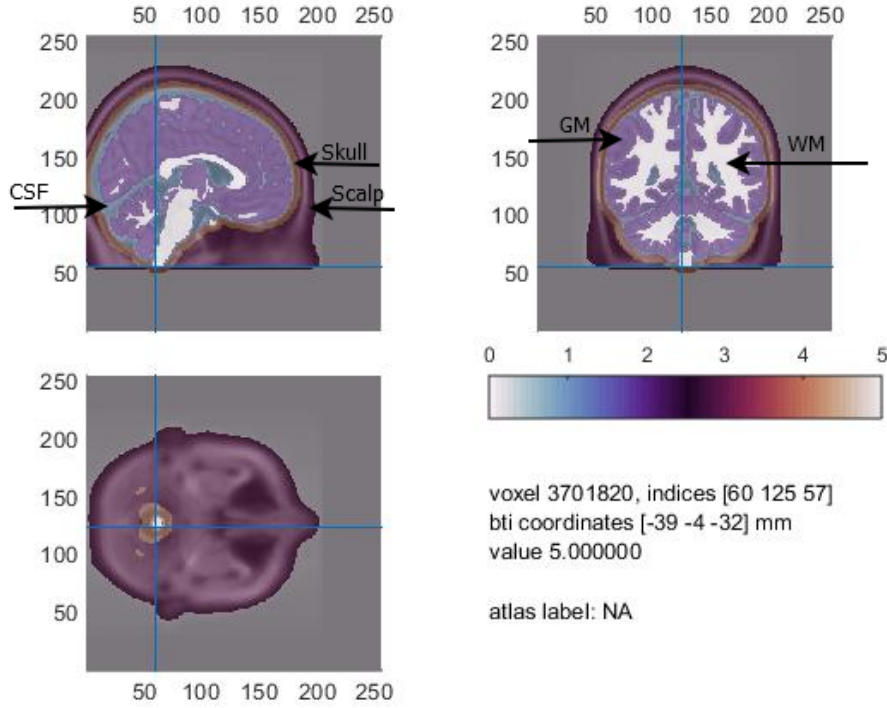 50 100 150 200 250
50 100 150 200 250
250
200
150
100
50
CSF
Skull
Scalp
250
200
150
100
50
GM
WM
0 1 2 3 4 5
250
200
150
100
50
50 100 150 200 250
voxel 3701820, indices [60 125 57]
bti coordinates [-39 -4 -32] mm
value 5.000000
atlas label: NA